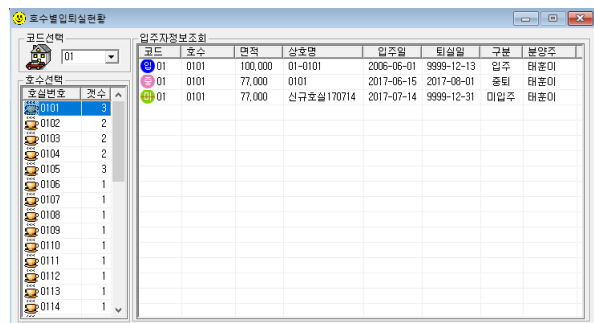 호수별입퇴실현황
코드선택
01
호수선택
호실번호 갯수
0101 3
0102 2
0103 2
0104 2
0105 3
0106 1
0107 1
0108 1
0109 1
0110 1
0111 1
0112 1
0113 1
0114 1
입주자정보조회
코드 호수 면적 상호명 입주일 퇴실일 구분 분양주
입 01 0101 100,000 01-0101 2006-06-01 9999-12-13 입주 태훈이
중 01 0101 77,000 0101 2017-06-15 2017-08-01 중퇴 태훈이
미 01 0101 77,000 신규호실170714 2017-07-14 9999-12-31 미입주 태훈이